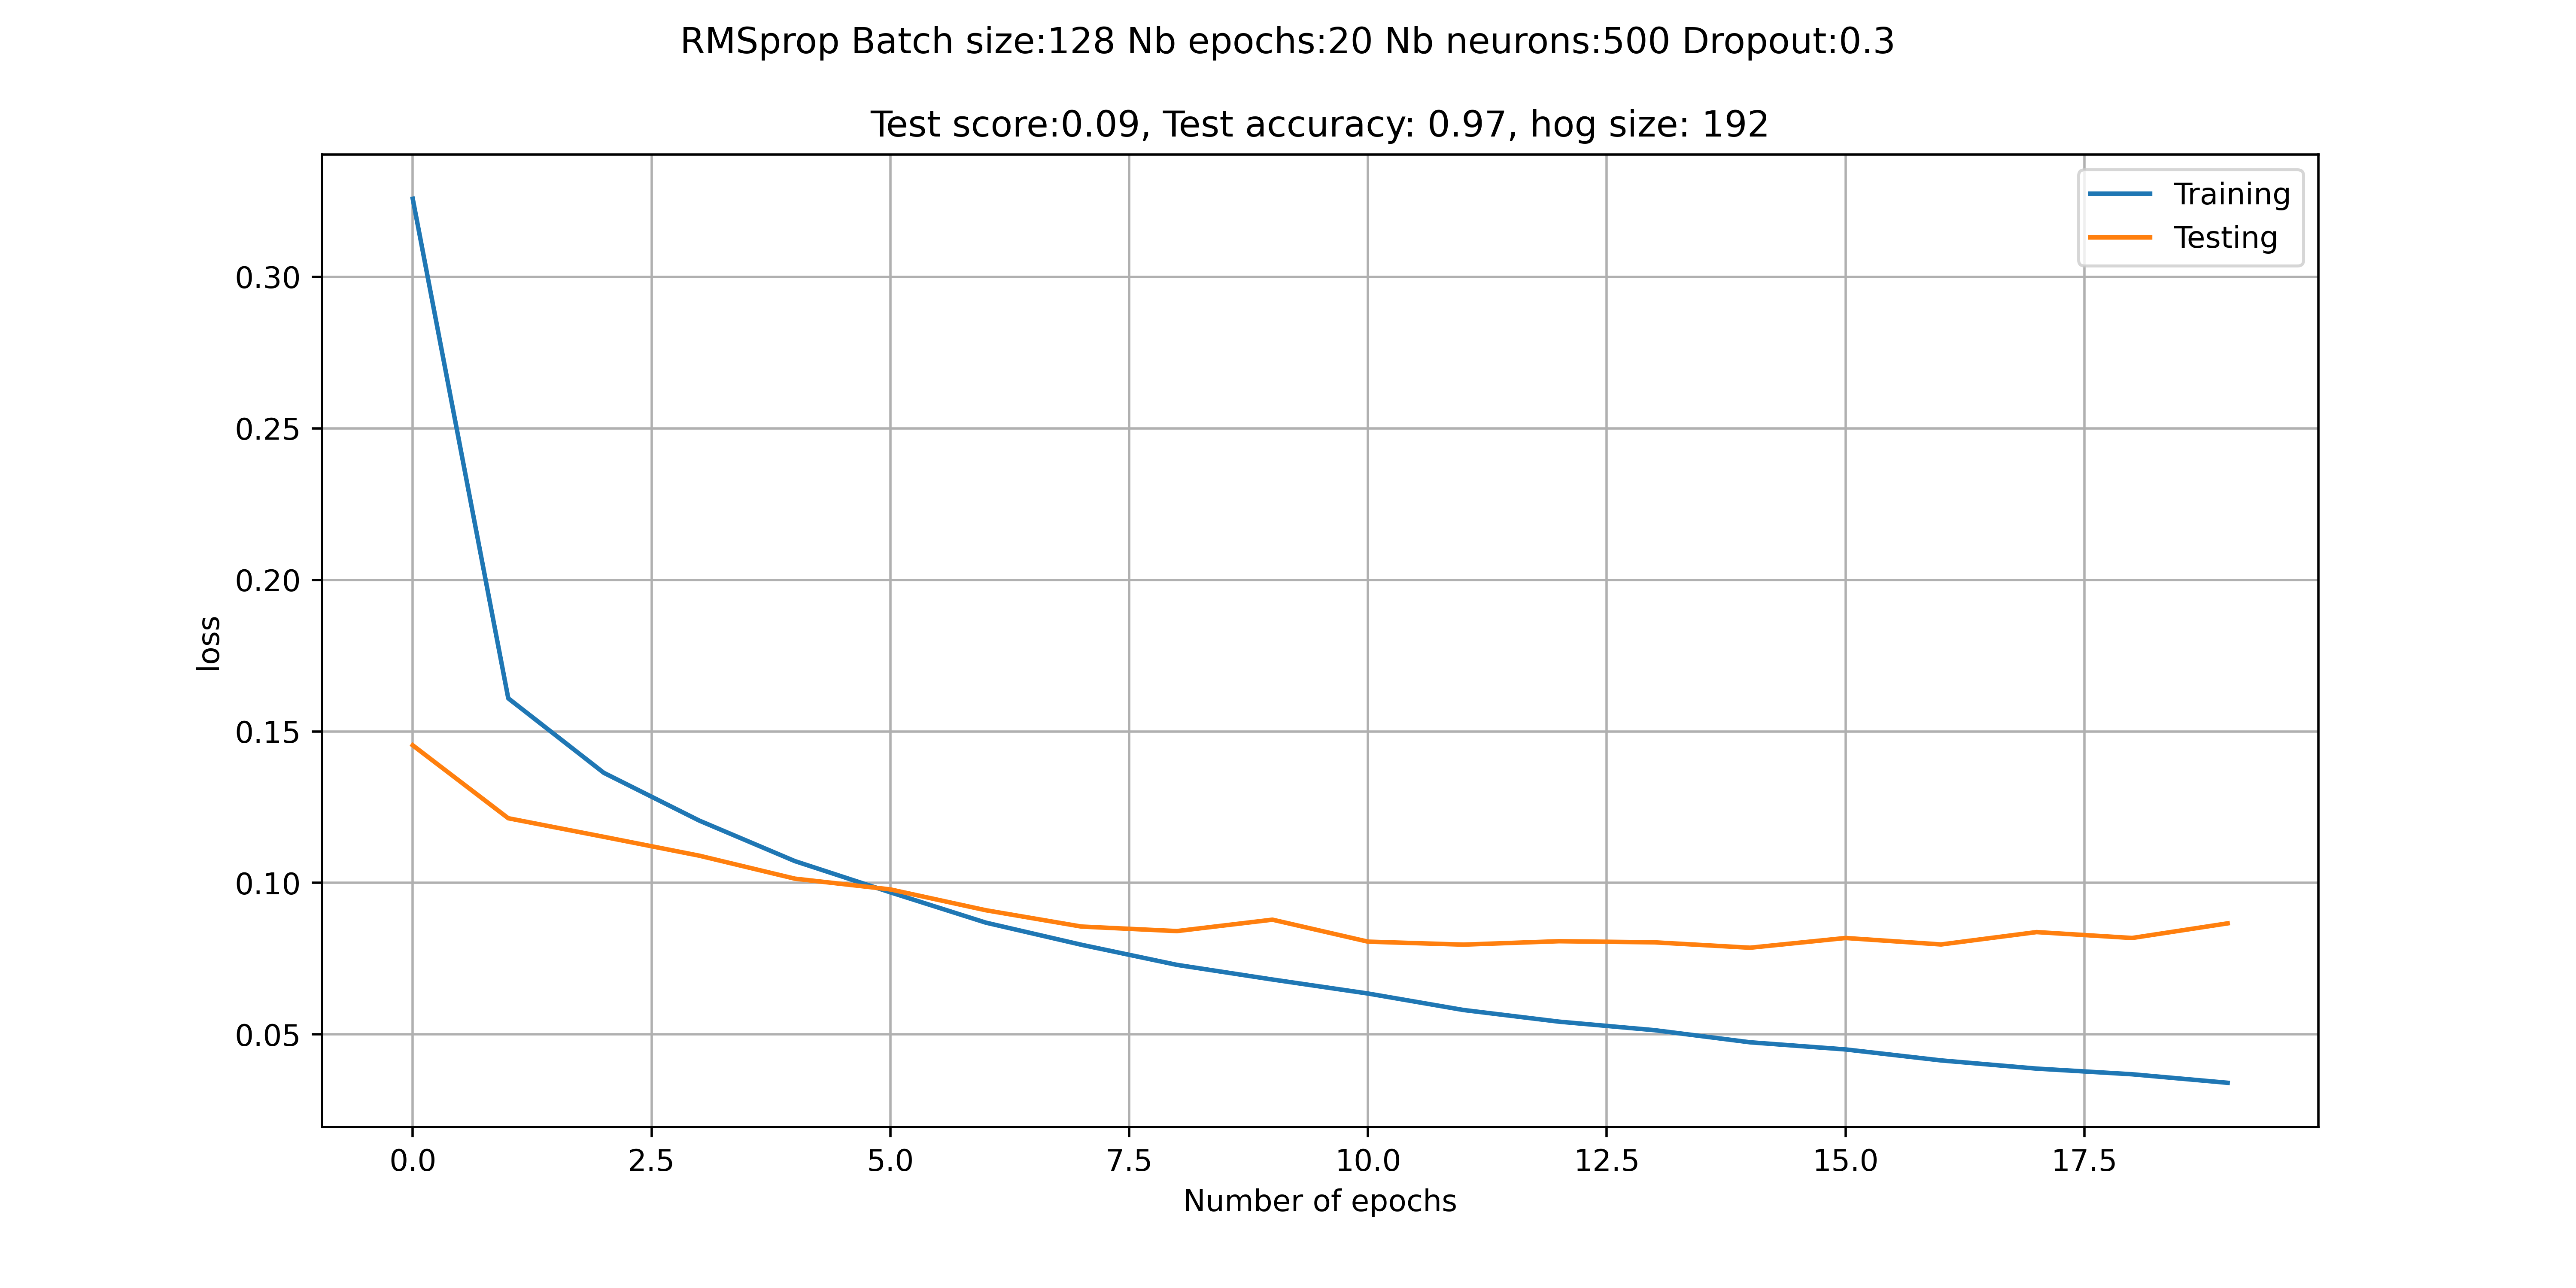 RMSprop Batch size:128 Nb epochs:20 Nb neurons:500 Dropout:0.3
Test score:0.09, Test accuracy: 0.97, hog size: 192
Training
Testing
0.30
0.25
0.20
0.15
0.10
0.05
loss
0.0 2.5 5.0 7.5 10.0 12.5 15.0 17.5
Number of epochs